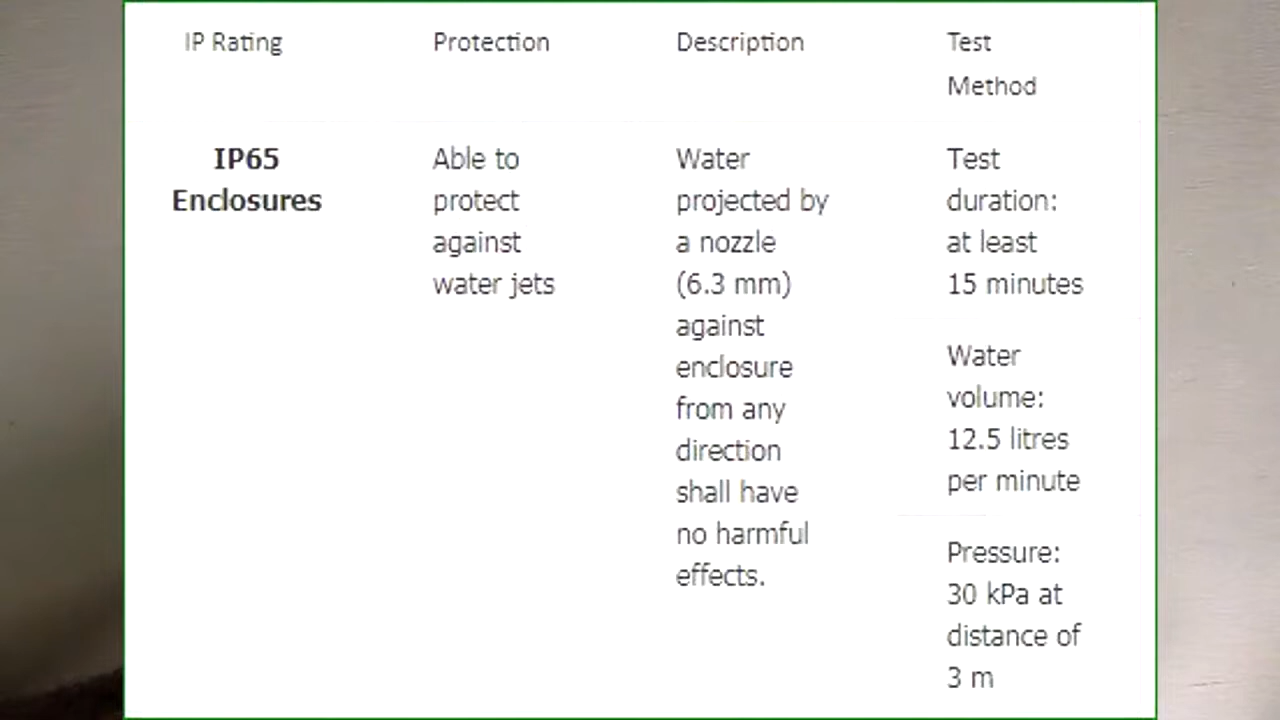 IP Rating
Protection
Description
Test
Method
IP65
Enclosures
Able to
protect
against
water jets
Water
projected by
a nozzle
(6.3 mm)
against
enclosure
from any
direction
shall have
no harmful
effects.
Test
duration:
at least
15 minutes
Water
volume:
12.5 litres
per minute
Pressure:
30 kPa at
distance of
3 m